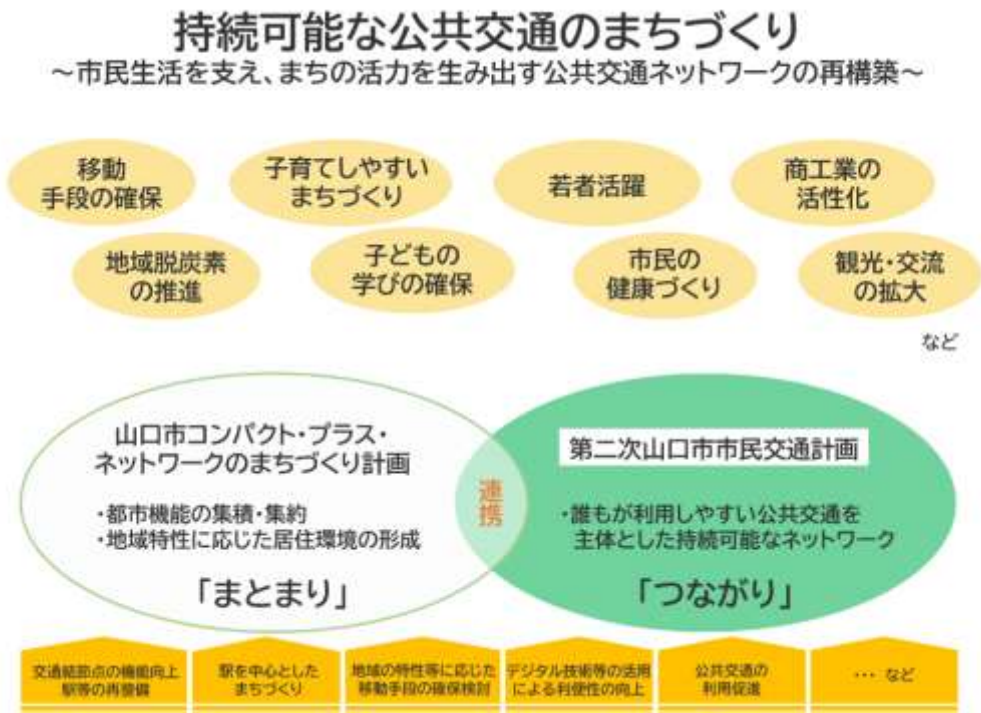 持続可能な公共交通のまちづくり
～市民生活を支え、まちの活力を生み出す公共交通ネットワークの再構築～
移動
手段の確保
子育てしやすい
まちづくり
若者活躍
商工業の
活性化
地域脱炭素
の推進
子どもの
学びの確保
市民の
健康づくり
観光・交流
の拡大
など
山口市コンパクト・プラス・
ネットワークのまちづくり計画
・都市機能の集積・集約
・地域特性に応じた居住環境の形成
「まとまり」
連携
第二次山口市市民交通計画
・誰もが利用しやすい公共交通を
主体とした持続可能なネットワーク
「つながり」
交通結節点の機能向上
駅等の再整備
駅を中心とした
まちづくり
地域の特性等に応じた
移動手段の確保検討
デジタル技術等の活用
による利便性の向上
公共交通の
利用促進
… など